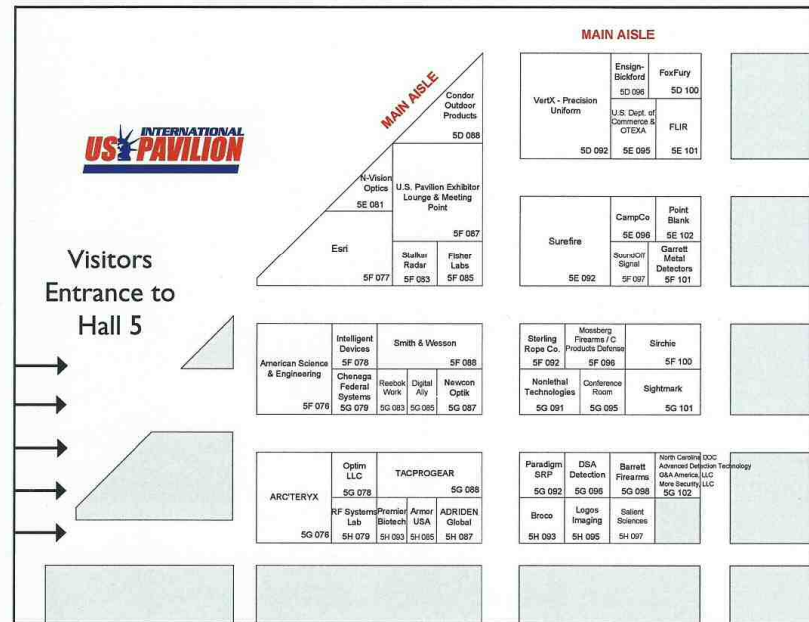 MAIN AISLE
INTERNATIONAL
US PAVILION
MAIN AISLE
Visitors
Entrance to
Hall 5
Condor
Outdoor
Products
5D 088
N-Vision
Optics
5E 081
U.S. Pavilion Exhibitor
Lounge & Meeting
Point
5F 087
Esri
5F 077
Stalker
Radar
5F 083
Fisher
Labs
5F 085
VertX - Precision
Uniform
5D 092
Ensign-
Bickford
5D 096
FoxFury
5D 100
U.S. Dept. of
Commerce &
OTEXA
5E 095
FLIR
5E 101
Surefire
5E 092
CampCo
5E 096
Point
Blank
5E 102
SoundOff
Signal
5F 097
Garrett
Metal
Detectors
5F 101
American Science
& Engineering
5F 076
Intelligent
Devices
5F 078
Smith & Wesson
5F 088
Chenega
Federal
Systems
5G 079
Reebok
Work
5G 083
Digital
Ally
5G 085
Newcon
Optik
5G 087
Sterling
Rope Co.
5F 092
Mossberg
Firearms / C
Products Defense
5F 096
Sirchie
5F 100
Nonlethal
Technologies
5G 091
Conference
Room
5G 095
Sightmark
5G 101
ARC'TERYX
5G 076
Optim
LLC
5G 078
TACPROGEAR
5G 088
RF Systems
Lab
5H 079
Premier
Biotech
5H 093
Armor
USA
5H 085
ADRIDEN
Global
5H 087
Paradigm
SRP
5G 092
DSA
Detection
5G 096
Barrett
Firearms
5G 098
North Carolina DOC
Advanced Detection Technology
G&A America, LLC
More Security, LLC
5G 102
Broco
5H 093
Logos
Imaging
5H 095
Salient
Sciences
5H 097